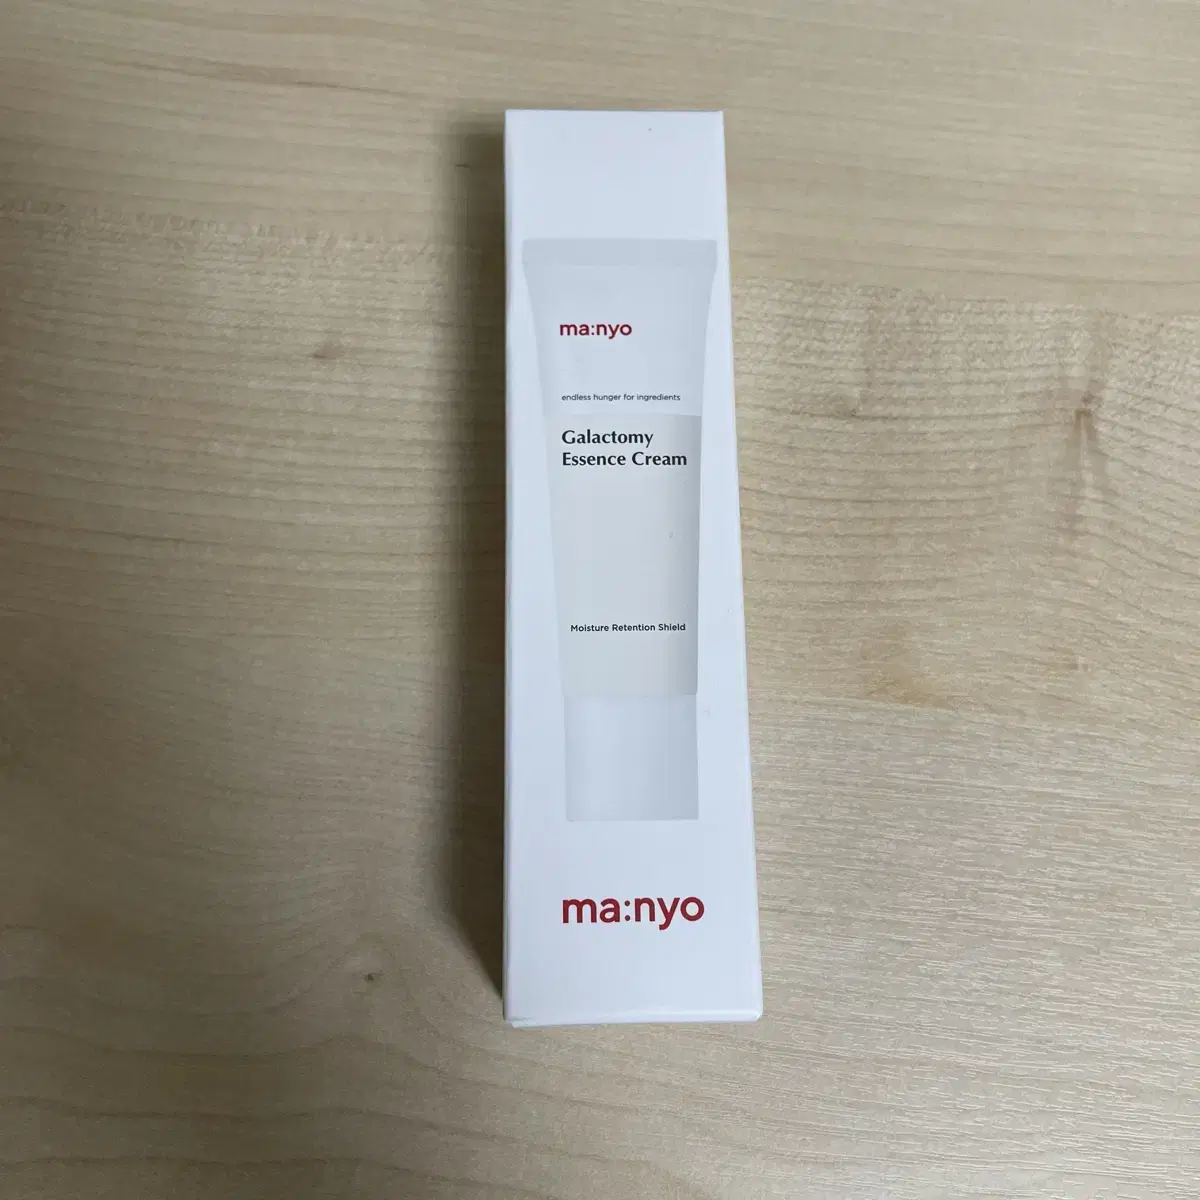 ma:nyo
endless hunger for ingredients
Galactomy
Essence Cream
Moisture Retention Shield
ma:nyo